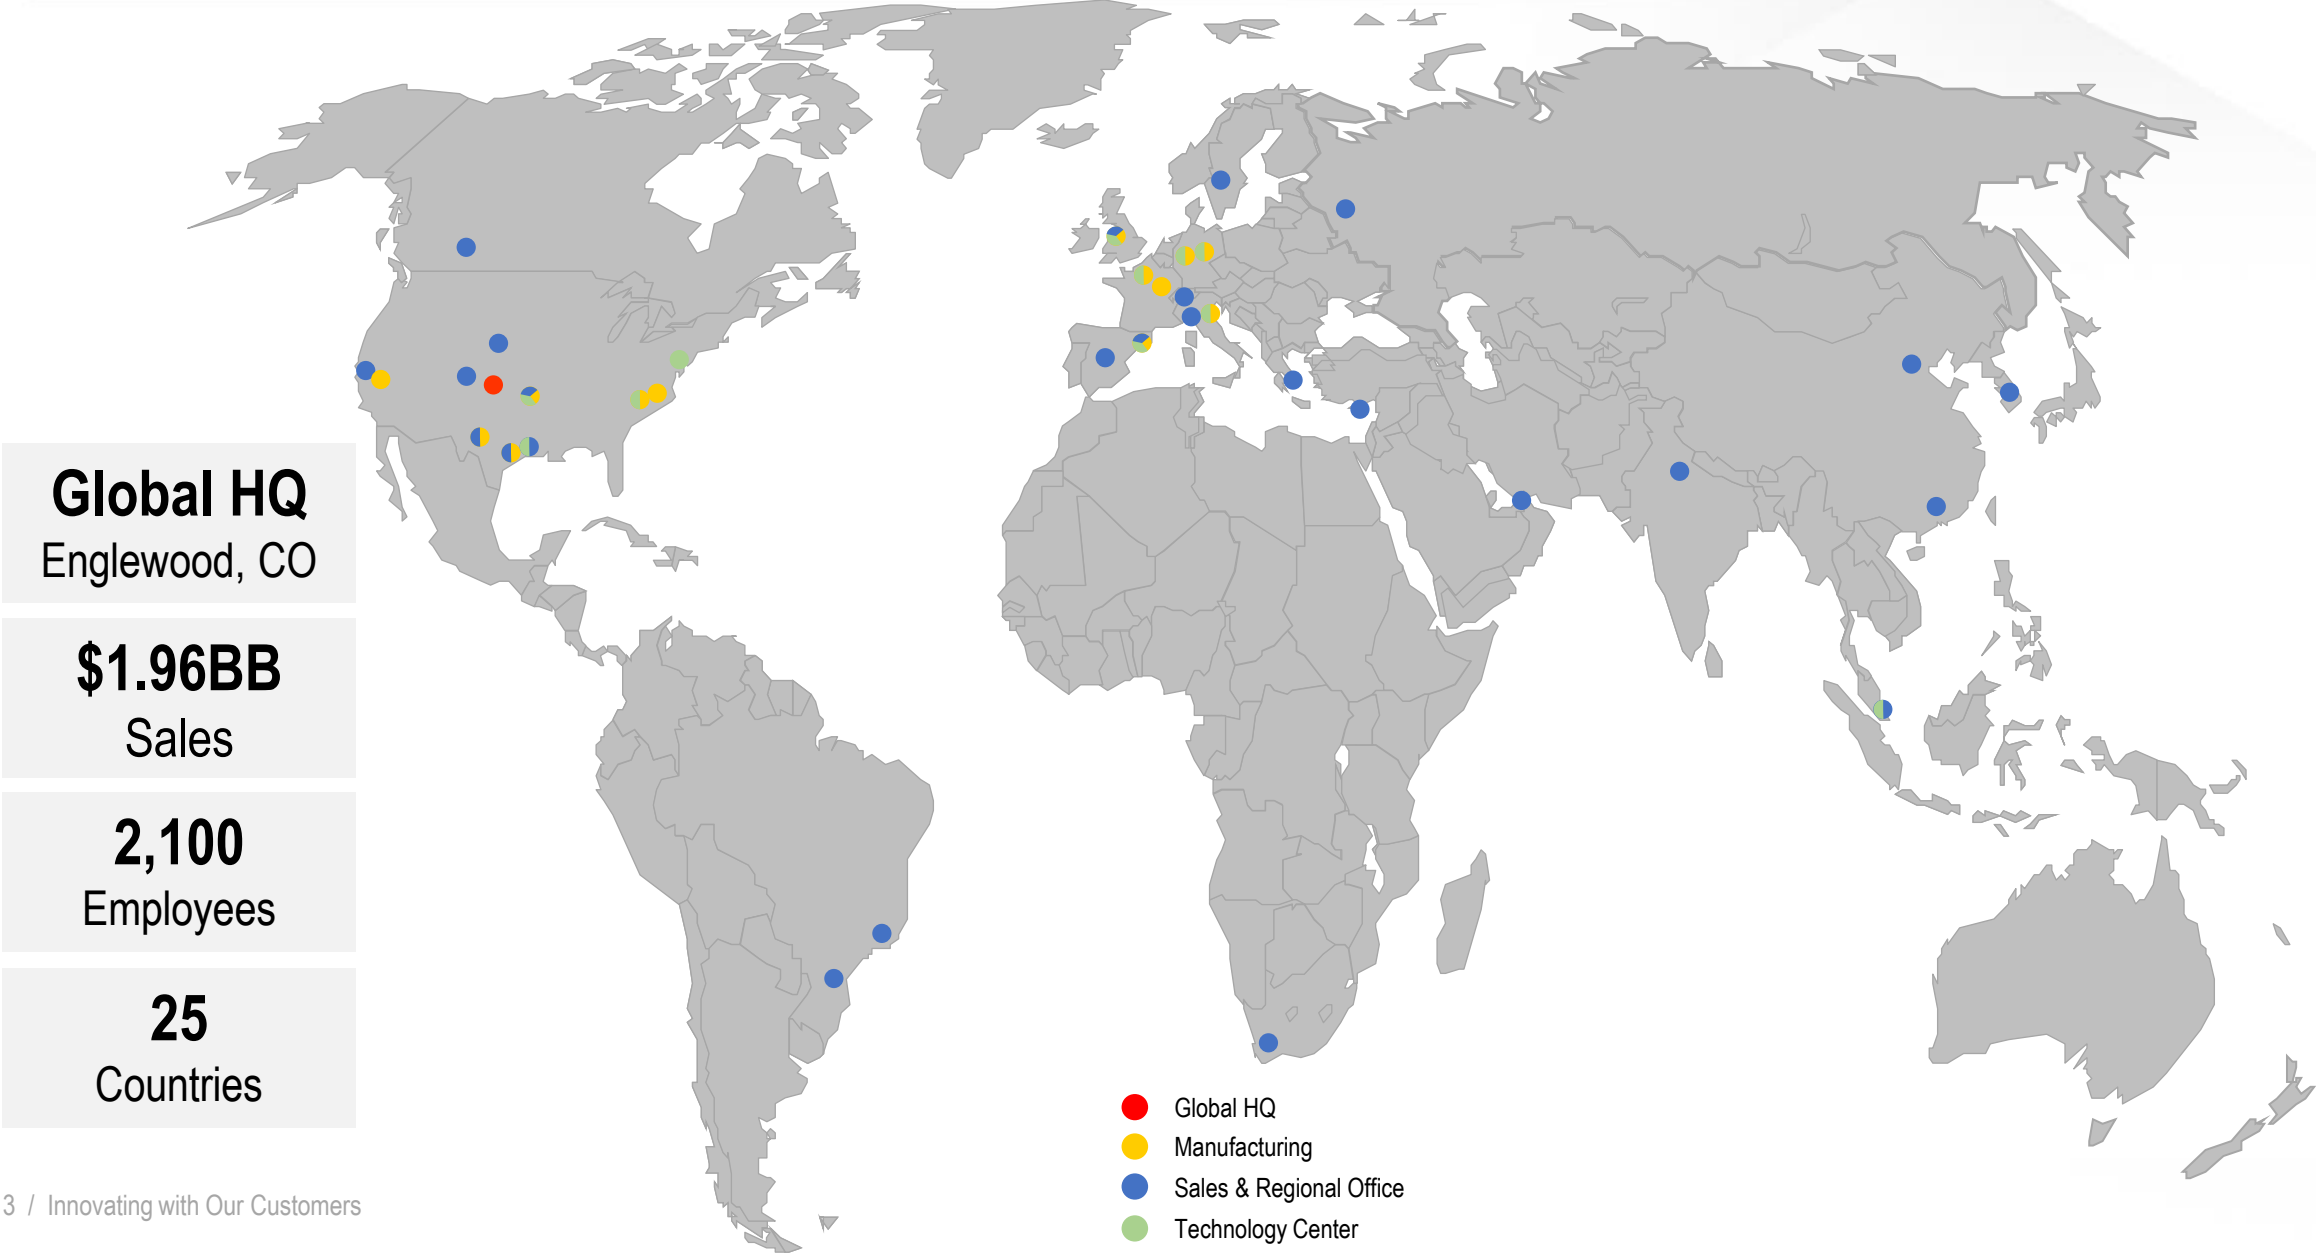 Global HQ
Englewood, CO
$1.96BB
Sales
2,100
Employees
25
Countries
Global HQ
Manufacturing
Sales & Regional Office
Technology Center
3 / Innovating with Our Customers